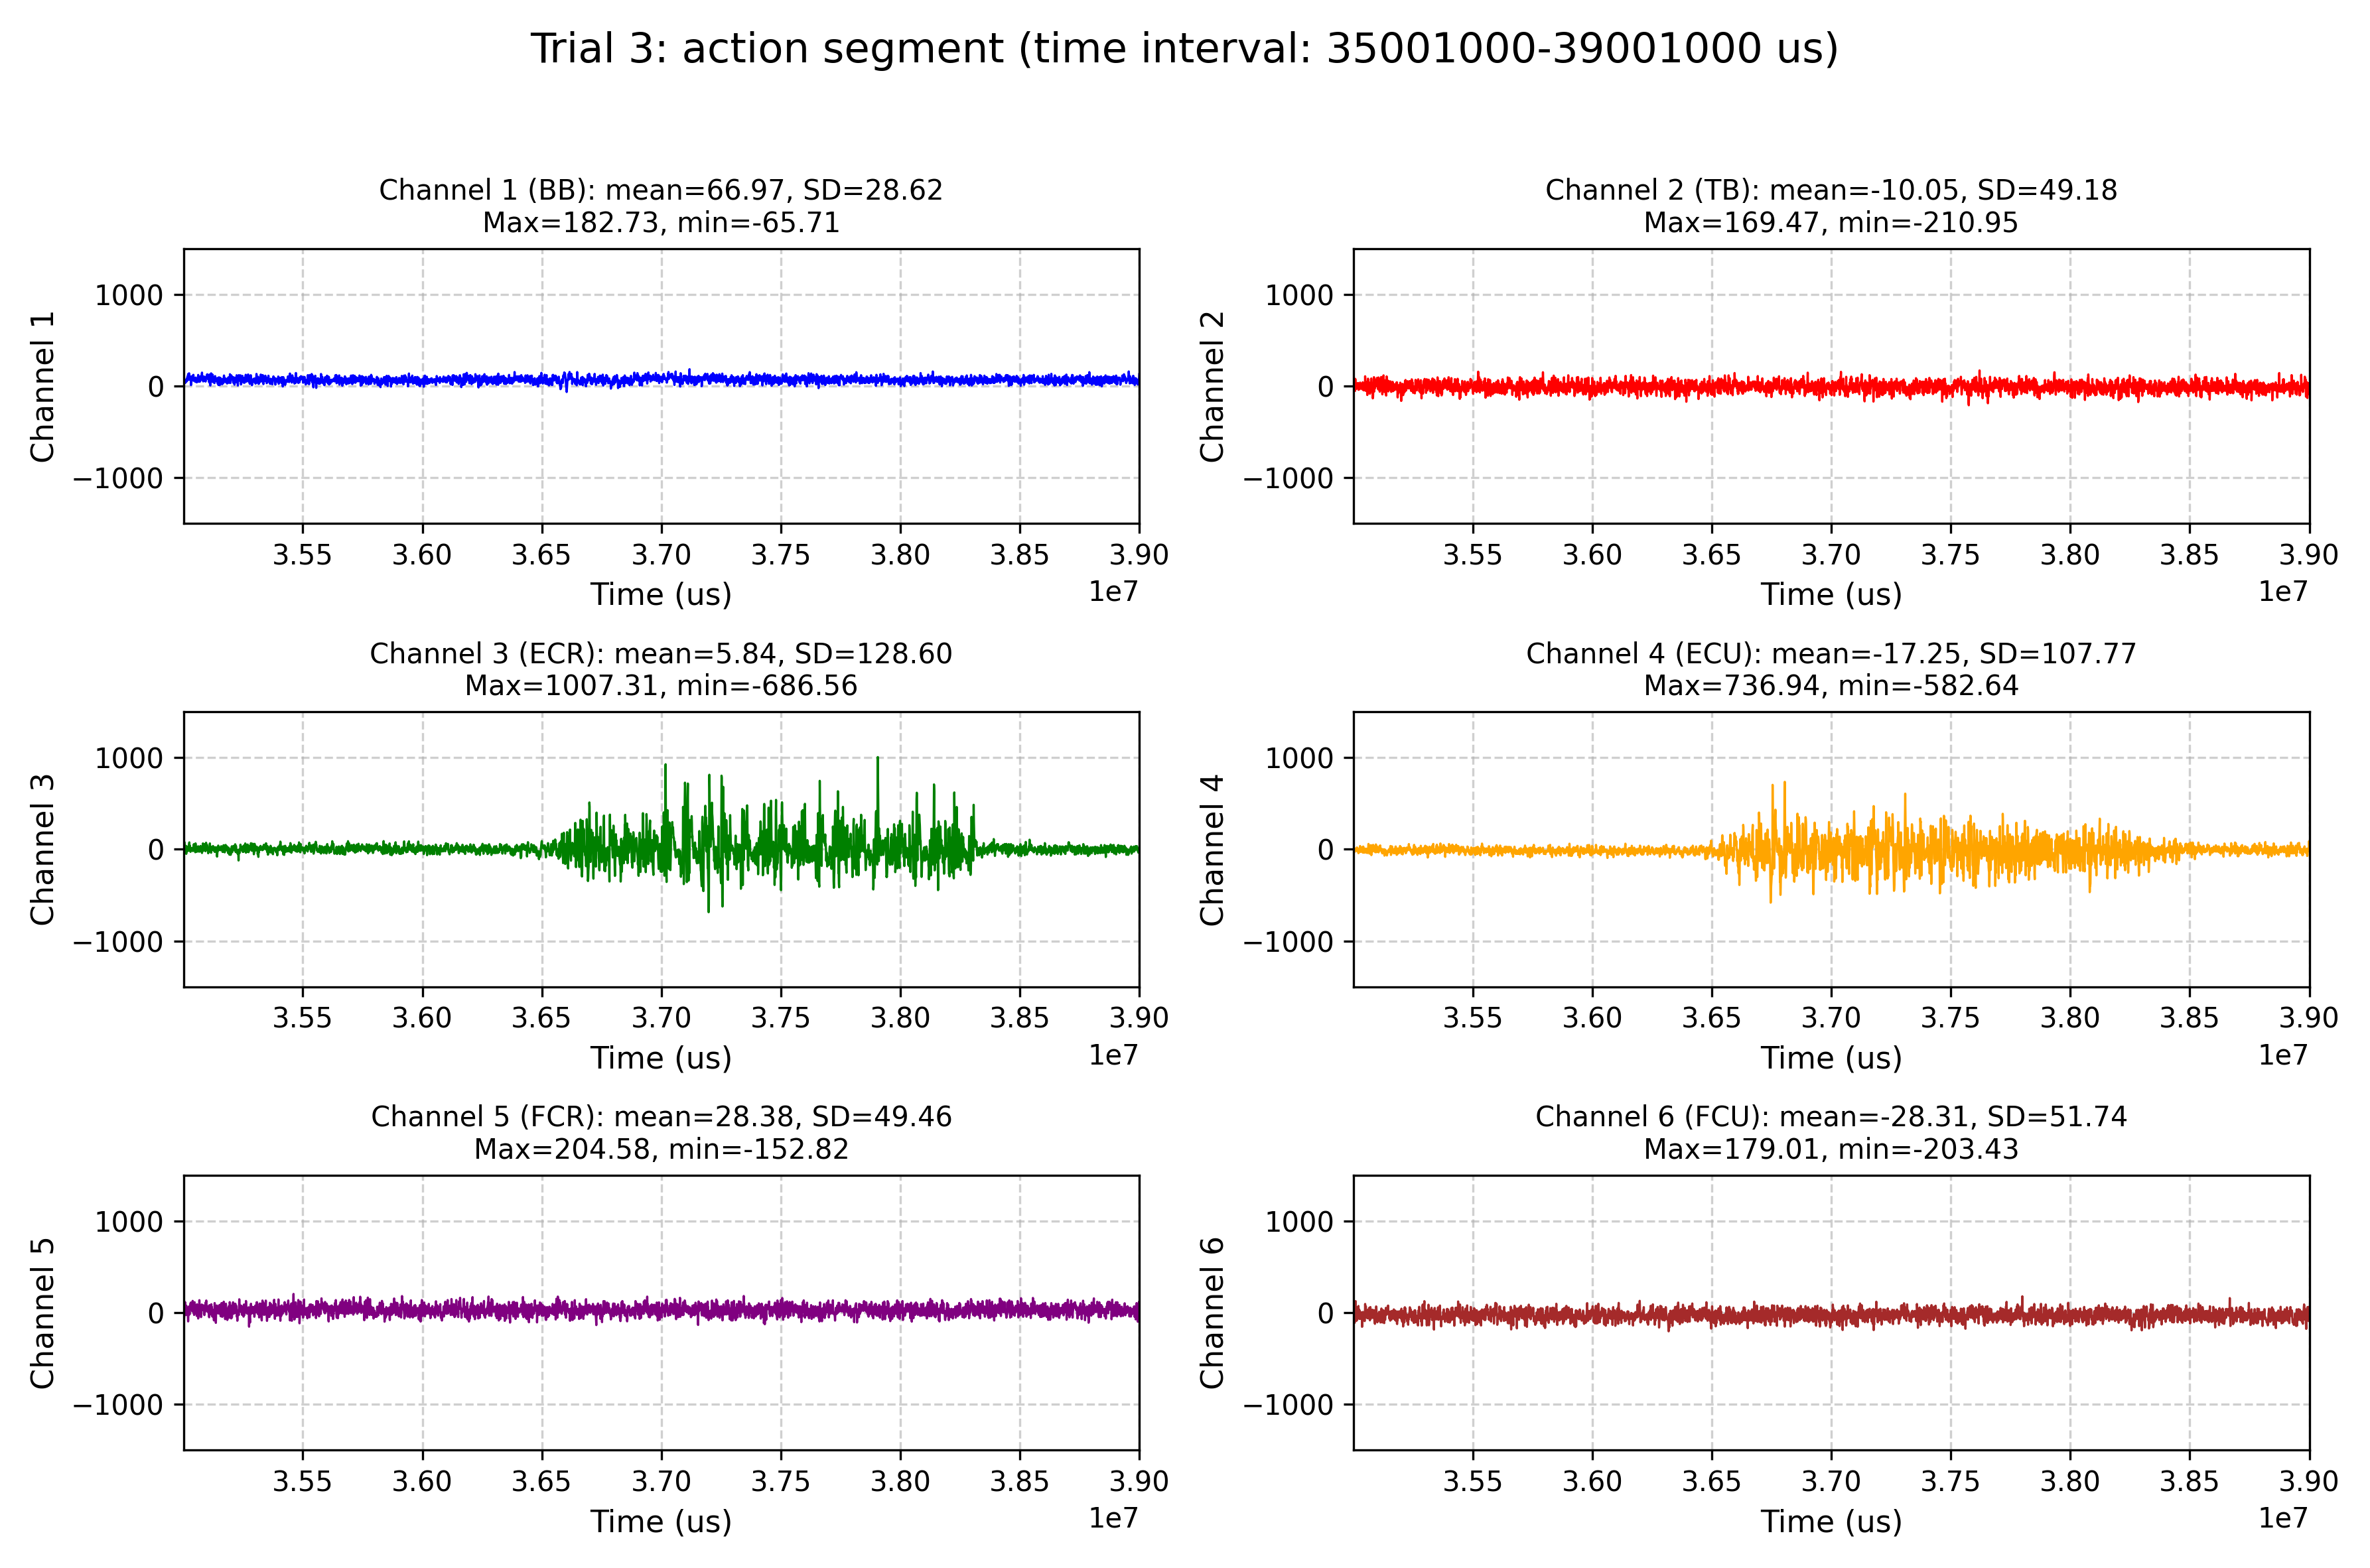 Trial 3: action segment (time interval: 35001000-39001000 us)
Channel 1 (BB): mean=66.97, SD=28.62
Max=182.73, min=-65.71
Channel 1
1000
0
−1000
3.55 3.60 3.65 3.70 3.75 3.80 3.85 3.90
Time (us)
1e7
Channel 2 (TB): mean=-10.05, SD=49.18
Max=169.47, min=-210.95
Channel 2
1000
0
−1000
3.55 3.60 3.65 3.70 3.75 3.80 3.85 3.90
Time (us)
1e7
Channel 3 (ECR): mean=5.84, SD=128.60
Max=1007.31, min=-686.56
Channel 3
1000
0
−1000
3.55 3.60 3.65 3.70 3.75 3.80 3.85 3.90
Time (us)
1e7
Channel 4 (ECU): mean=-17.25, SD=107.77
Max=736.94, min=-582.64
Channel 4
1000
0
−1000
3.55 3.60 3.65 3.70 3.75 3.80 3.85 3.90
Time (us)
1e7
Channel 5 (FCR): mean=28.38, SD=49.46
Max=204.58, min=-152.82
Channel 5
1000
0
−1000
3.55 3.60 3.65 3.70 3.75 3.80 3.85 3.90
Time (us)
1e7
Channel 6 (FCU): mean=-28.31, SD=51.74
Max=179.01, min=-203.43
Channel 6
1000
0
−1000
3.55 3.60 3.65 3.70 3.75 3.80 3.85 3.90
Time (us)
1e7